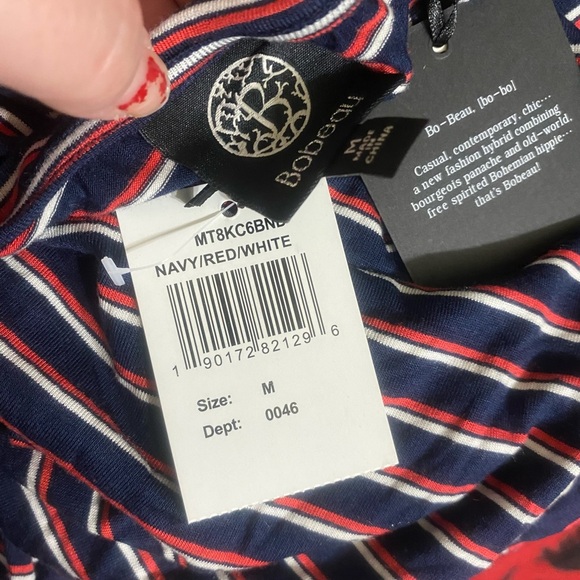 Bobeau
M
MADE IN
CHINA
Bo-Beau. [bo-bo]
Casual, contemporary, chic...
a new fashion hybrid combining
bourgeois panache and old-world,
free spirited Bohemian hippie...
that's Bobeau!
MT8KC6BNB
NAVY/RED/WHITE
1 90172 82129 6
Size: M
Dept: 0046